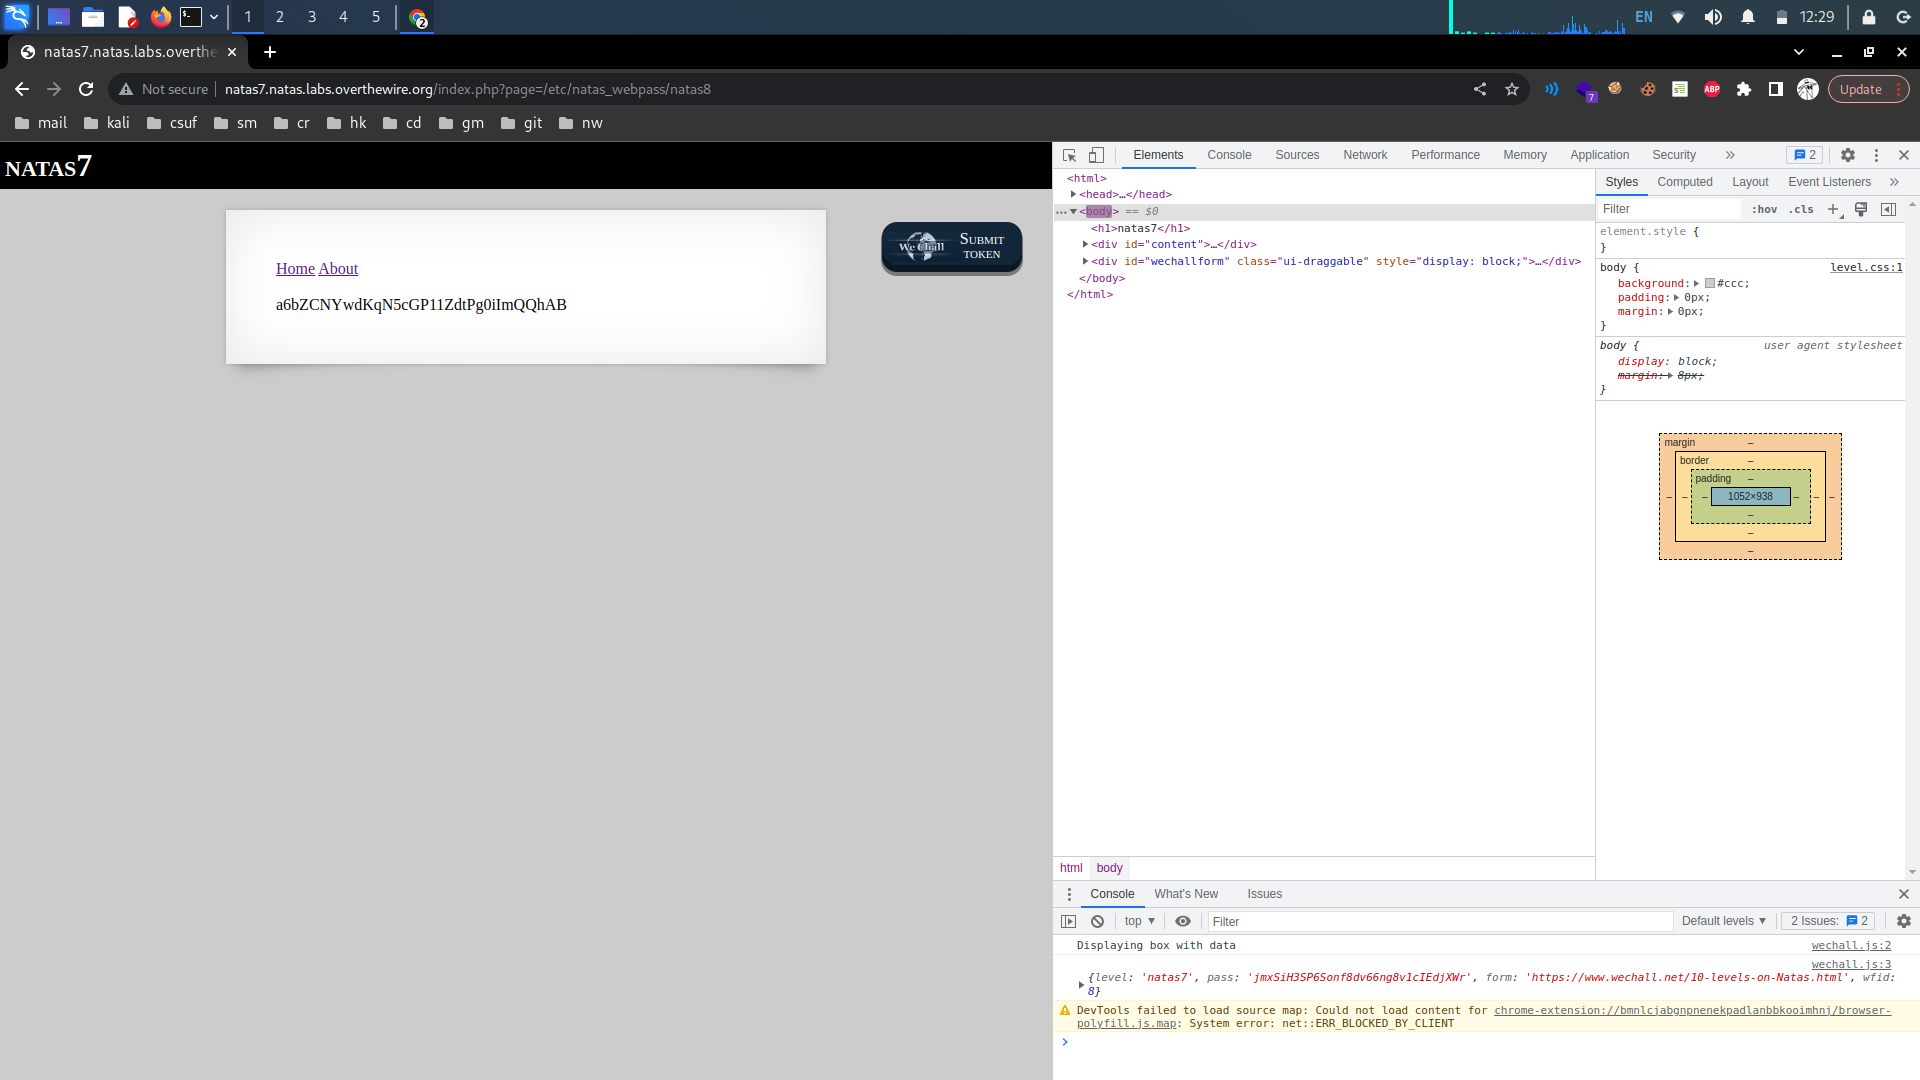 1 2 3 4 5 2 EN 12:29
natas7.natas.labs.overthe
Not secure natas7.natas.labs.overthewire.org/index.php?page=/etc/natas_webpass/natas8 7 ABP Update
mail kali csuf sm cr hk cd gm git nw
NATAS7
We Chall Submit token
Home About
a6bZCNYwdKqN5cGP11ZdtPg0iImQQhAB
Elements Console Sources Network Performance Memory Application Security » 2
<html>
<head>…</head>
… <body> == $0
<h1>natas7</h1>
<div id="content">…</div>
<div id="wechallform" class="ui-draggable" style="display: block;">…</div>
</body>
</html>
Styles Computed Layout Event Listeners »
Filter :hov .cls +
element.style {
}
body { level.css:1
background: #ccc;
padding: 0px;
margin: 0px;
}
body { user agent stylesheet
display: block;
margin: 8px;
}
margin –
border –
padding –
– – – 1052×938 – – –
–
–
–
html body
Console What's New Issues
top Filter Default levels 2 Issues: 2
Displaying box with data wechall.js:2
wechall.js:3
{level: 'natas7', pass: 'jmxSiH3SP6Sonf8dv66ng8v1cIEdjXWr', form: 'https://www.wechall.net/10-levels-on-Natas.html', wfid:
8}
DevTools failed to load source map: Could not load content for chrome-extension://bmnlcjabgnpnenekpadlanbbkooimhnj/browser-
polyfill.js.map: System error: net::ERR_BLOCKED_BY_CLIENT
>